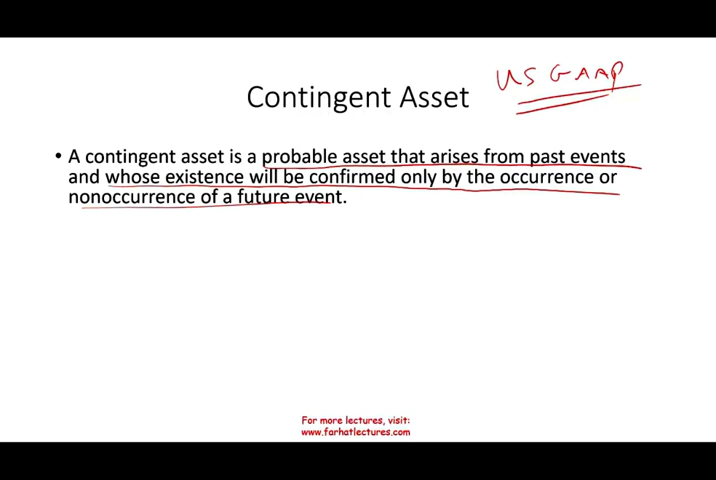 US GAAP
Contingent Asset
• A contingent asset is a probable asset that arises from past events
and whose existence will be confirmed only by the occurrence or
nonoccurrence of a future event.
For more lectures, visit:
www.farhatlectures.com